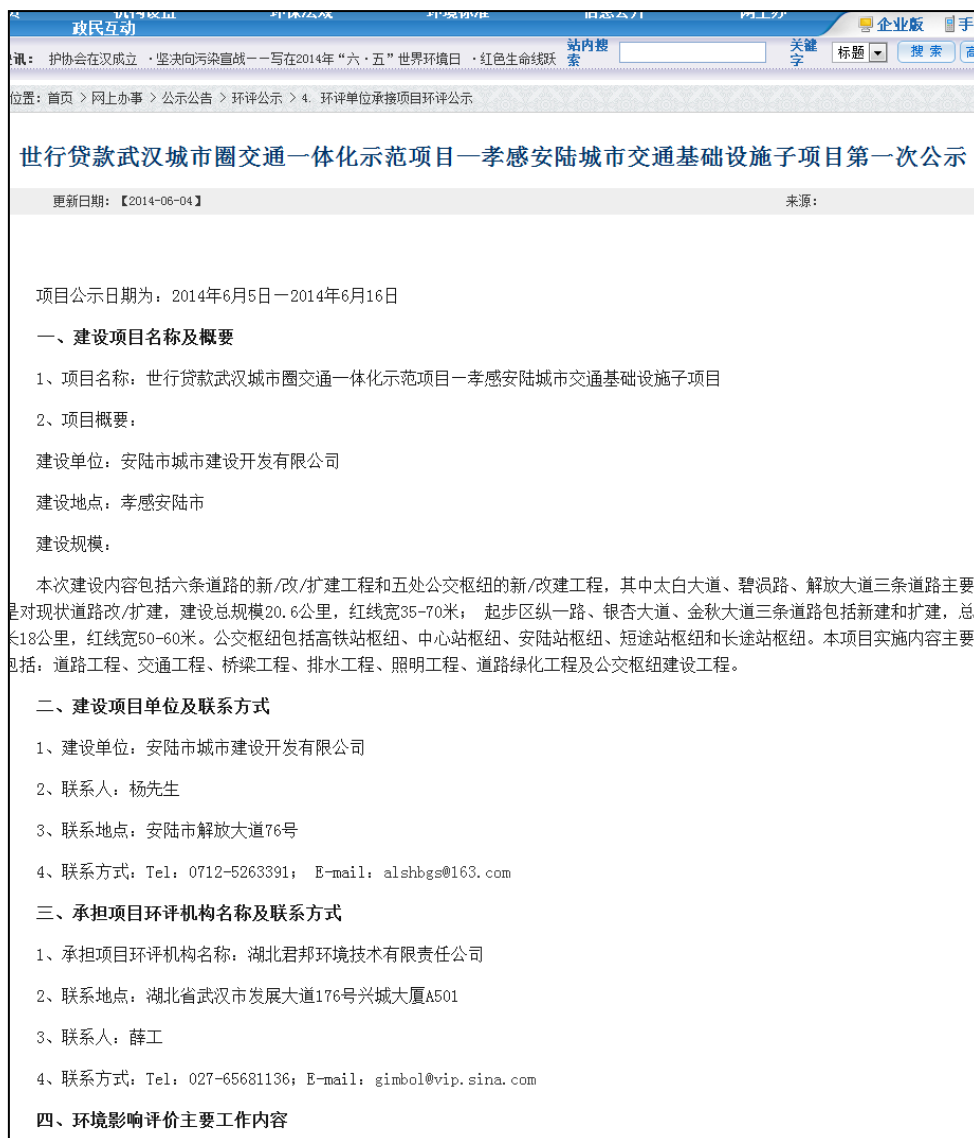 政民互动
企业版
手
讯: 护协会在汉成立 ·坚决向污染宣战——写在2014年“六·五”世界环境日 ·红色生命线跃
站内搜索
关键字
标题
搜 索
高
位置: 首页 > 网上办事 > 公示公告 > 环评公示 > 4. 环评单位承接项目环评公示
世行贷款武汉城市圈交通一体化示范项目—孝感安陆城市交通基础设施子项目第一次公示
更新日期:【2014-06-04】 来源:
项目公示日期为: 2014年6月5日—2014年6月16日
一、建设项目名称及概要
1、项目名称: 世行贷款武汉城市圈交通一体化示范项目—孝感安陆城市交通基础设施子项目
2、项目概要:
建设单位: 安陆市城市建设开发有限公司
建设地点: 孝感安陆市
建设规模:
本次建设内容包括六条道路的新/改/扩建工程和五处公交枢纽的新/改建工程, 其中太白大道、碧涢路、解放大道三条道路主要
是对现状道路改/扩建, 建设总规模20.6公里, 红线宽35-70米; 起步区纵一路、银杏大道、金秋大道三条道路包括新建和扩建, 总
长18公里, 红线宽50-60米。公交枢纽包括高铁站枢纽、中心站枢纽、安陆站枢纽、短途站枢纽和长途站枢纽。本项目实施内容主要
包括: 道路工程、交通工程、桥梁工程、排水工程、照明工程、道路绿化工程及公交枢纽建设工程。
二、建设项目单位及联系方式
1、建设单位: 安陆市城市建设开发有限公司
2、联系人: 杨先生
3、联系地点: 安陆市解放大道76号
4、联系方式: Tel: 0712-5263391; E-mail: alshbgs@163.com
三、承担项目环评机构名称及联系方式
1、承担项目环评机构名称: 湖北君邦环境技术有限责任公司
2、联系地点: 湖北省武汉市发展大道176号兴城大厦A501
3、联系人: 薛工
4、联系方式: Tel: 027-65681136; E-mail: gimbol@vip.sina.com
四、环境影响评价主要工作内容